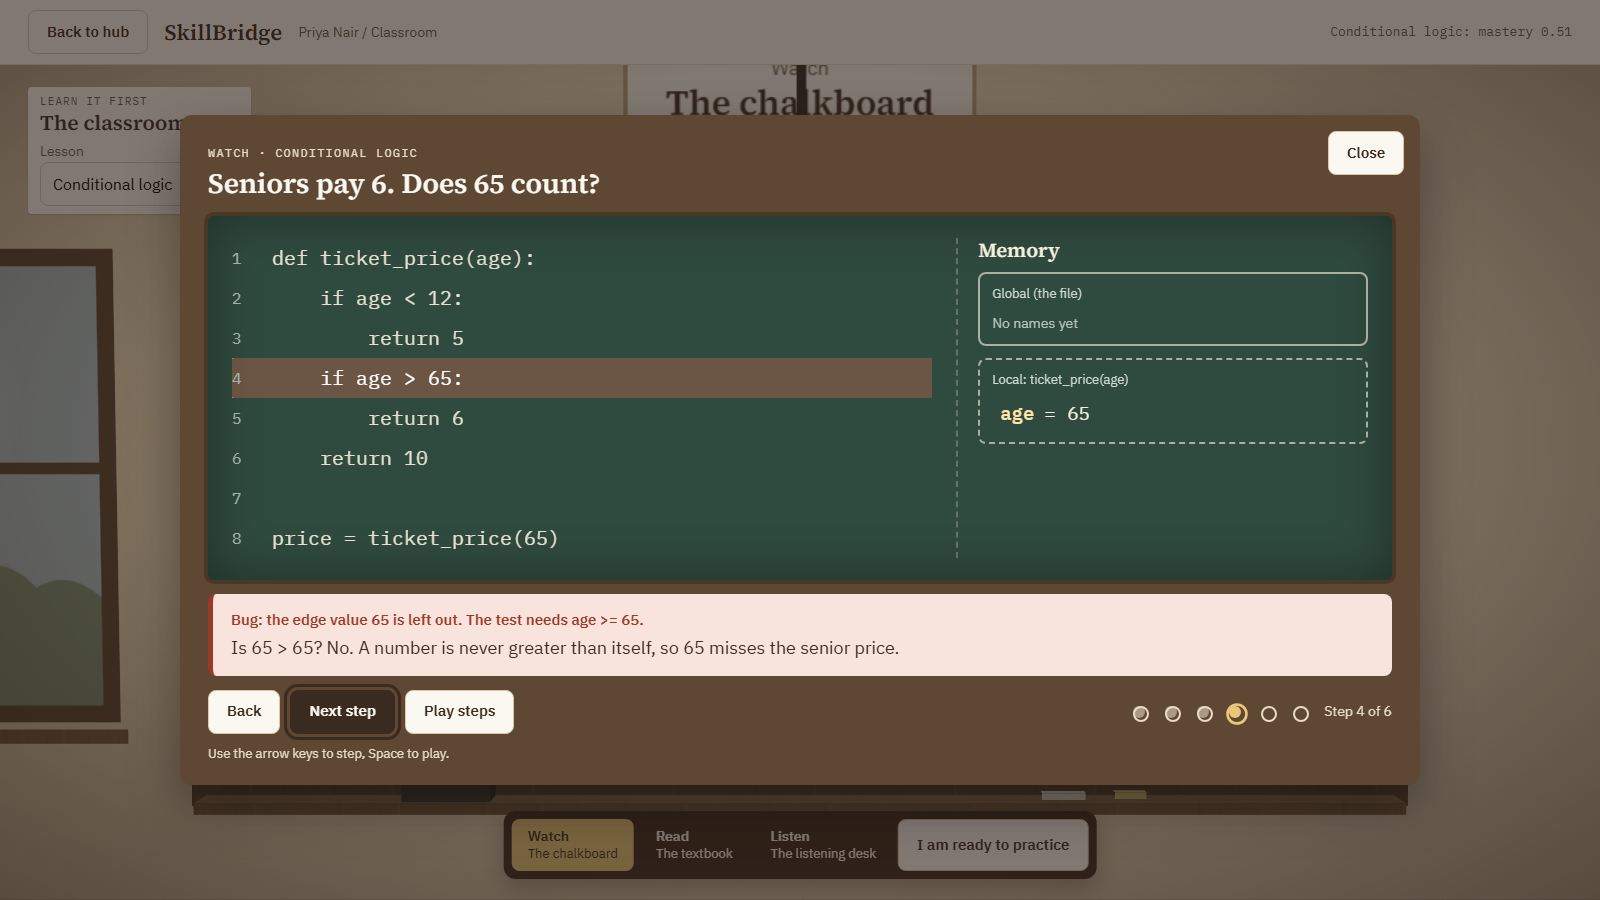 Back to hub
SkillBridge
Priya Nair / Classroom
Conditional logic: mastery 0.51
LEARN IT FIRST
The classroom
Lesson
Conditional logic
Watch
The chalkboard
WATCH · CONDITIONAL LOGIC
Seniors pay 6. Does 65 count?
Close
1 def ticket_price(age):
2 if age < 12:
3 return 5
4 if age > 65:
5 return 6
6 return 10
7
8 price = ticket_price(65)
Memory
Global (the file)
No names yet
Local: ticket_price(age)
age = 65
Bug: the edge value 65 is left out. The test needs age >= 65.
Is 65 > 65? No. A number is never greater than itself, so 65 misses the senior price.
Back
Next step
Play steps
Step 4 of 6
Use the arrow keys to step, Space to play.
Watch
The chalkboard
Read
The textbook
Listen
The listening desk
I am ready to practice